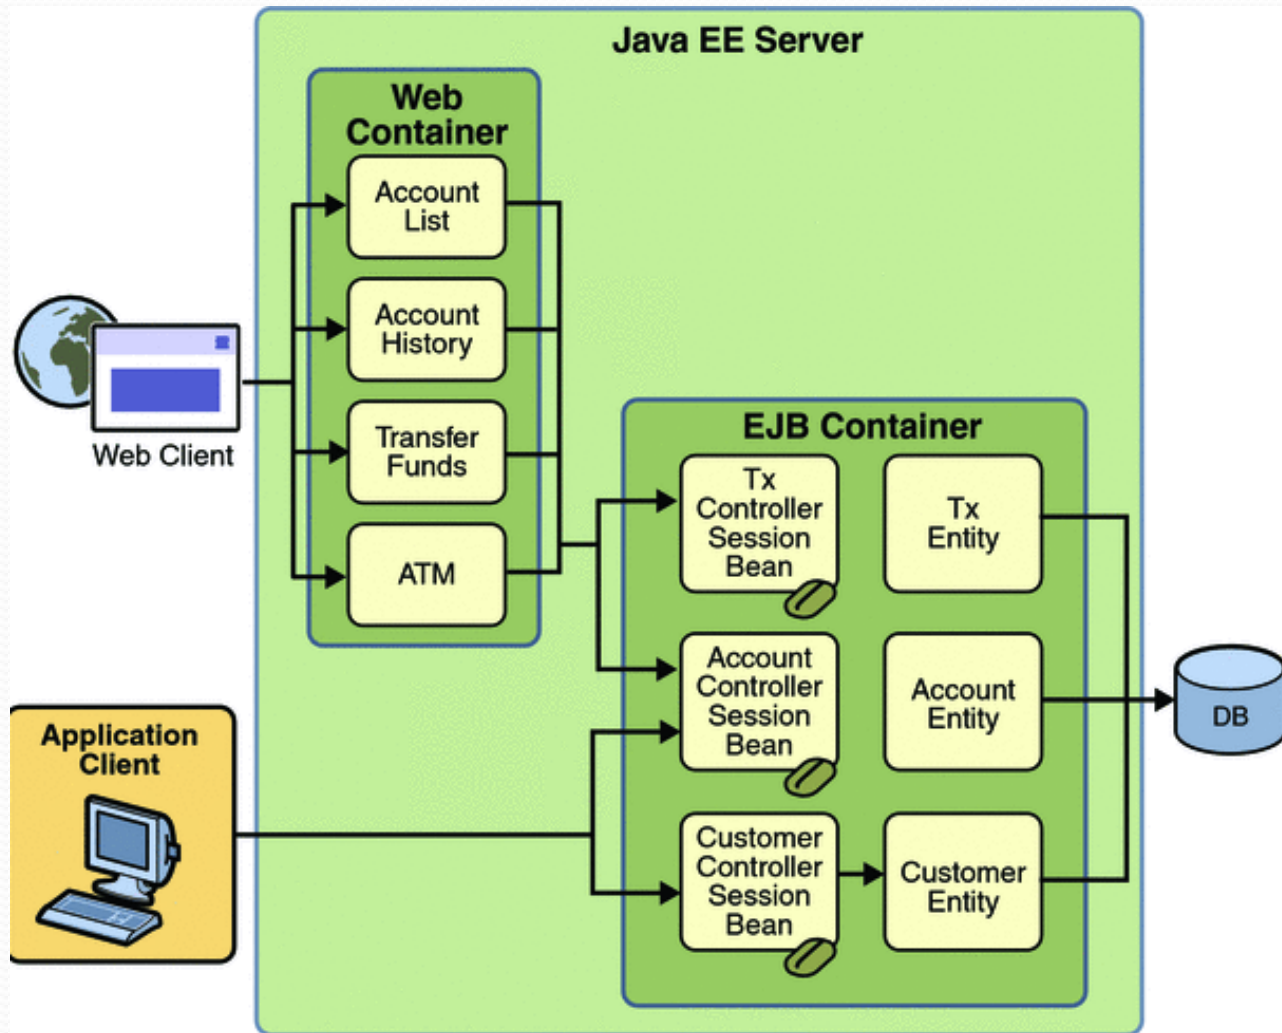 Java EE Server
Web
Container
Account
List
Account
History
Transfer
Funds
ATM
Web Client
EJB Container
Tx
Controller
Session
Bean
Tx
Entity
Account
Controller
Session
Bean
Account
Entity
Customer
Controller
Session
Bean
Customer
Entity
DB
Application
Client